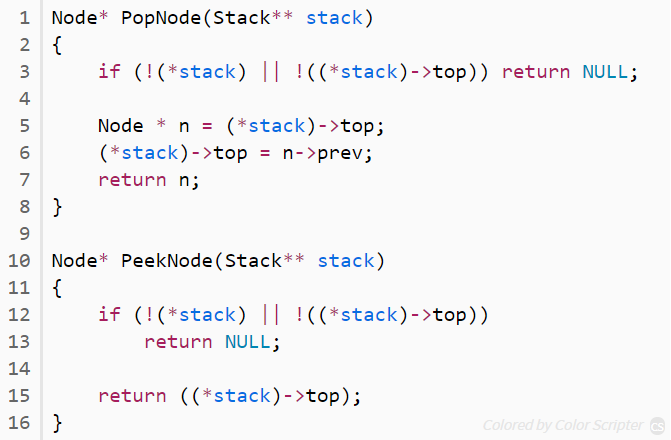 1 Node* PopNode(Stack** stack)
2 {
3     if (!(*stack) || !((*stack)->top)) return NULL;
4
5     Node * n = (*stack)->top;
6     (*stack)->top = n->prev;
7     return n;
8 }
9
10 Node* PeekNode(Stack** stack)
11 {
12     if (!(*stack) || !((*stack)->top))
13         return NULL;
14
15     return ((*stack)->top);
16 }
Colored by Color Scripter CS